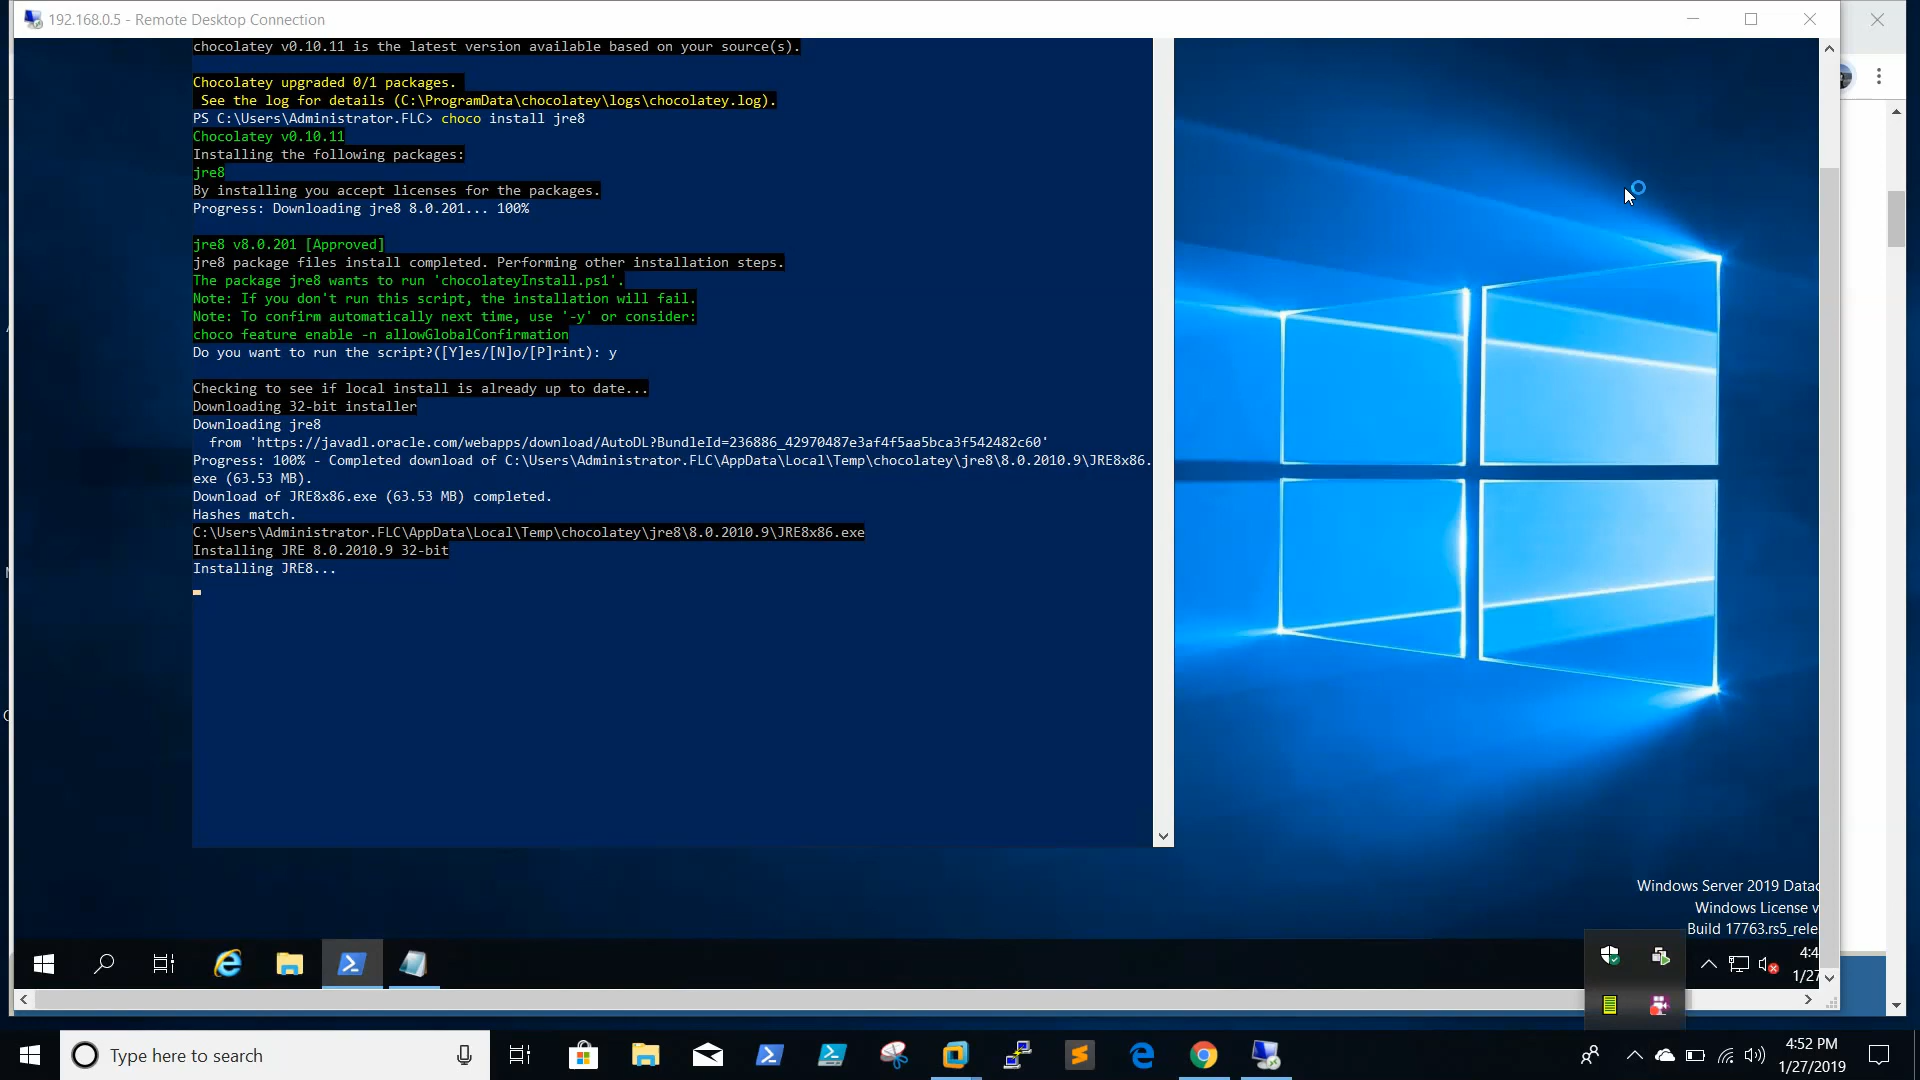 192.168.0.5 - Remote Desktop Connection
chocolatey v0.10.11 is the latest version available based on your source(s).
Chocolatey upgraded 0/1 packages.
See the log for details (C:\ProgramData\chocolatey\logs\chocolatey.log).
PS C:\Users\Administrator.FLC> choco install jre8
Chocolatey v0.10.11
Installing the following packages:
jre8
By installing you accept licenses for the packages.
Progress: Downloading jre8 8.0.201... 100%
jre8 v8.0.201 [Approved]
jre8 package files install completed. Performing other installation steps.
The package jre8 wants to run 'chocolateyInstall.ps1'.
Note: If you don't run this script, the installation will fail.
Note: To confirm automatically next time, use '-y' or consider:
choco feature enable -n allowGlobalConfirmation
Do you want to run the script?([Y]es/[N]o/[P]rint): y
Checking to see if local install is already up to date...
Downloading 32-bit installer
Downloading jre8
from 'https://javadl.oracle.com/webapps/download/AutoDL?BundleId=236886_42970487e3af4f5aa5bca3f542482c60'
Progress: 100% - Completed download of C:\Users\Administrator.FLC\AppData\Local\Temp\chocolatey\jre8\8.0.2010.9\JRE8x86.
exe (63.53 MB).
Download of JRE8x86.exe (63.53 MB) completed.
Hashes match.
C:\Users\Administrator.FLC\AppData\Local\Temp\chocolatey\jre8\8.0.2010.9\JRE8x86.exe
Installing JRE 8.0.2010.9 32-bit
Installing JRE8...
Windows Server 2019 Datac
Windows License v
Build 17763.rs5_rele
4:4
1/27
Type here to search
4:52 PM
1/27/2019